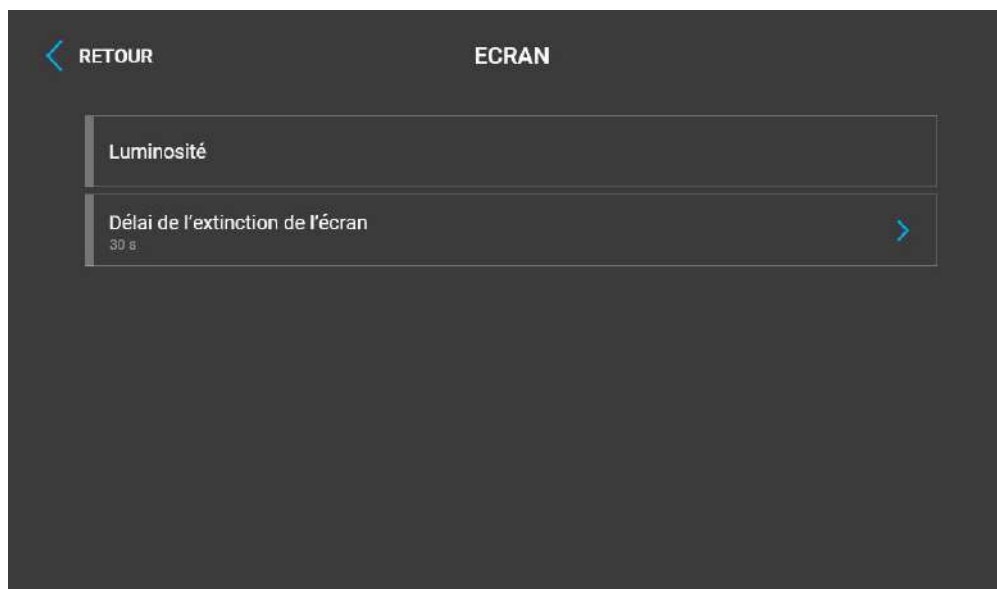 RETOUR
ECRAN
Luminosité
Délai de l'extinction de l'écran
30 s